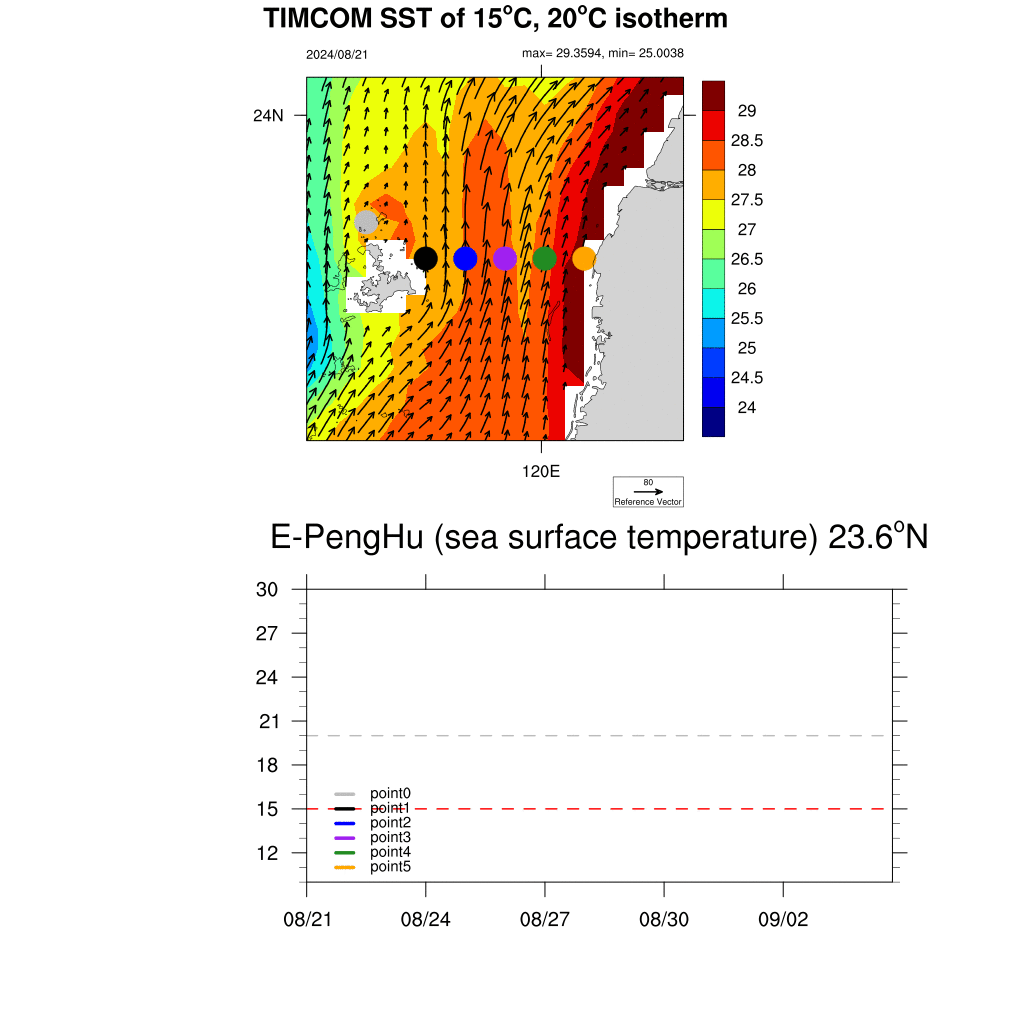 TIMCOM SST of 15°C, 20°C isotherm
2024/08/21 max= 29.3594, min= 25.0038
24N
29
28.5
28
27.5
27
26.5
26
25.5
25
24.5
24
120E
80
Reference Vector
E-PengHu (sea surface temperature) 23.6°N
30
27
24
21
18
15
12
point0
point1
point2
point3
point4
point5
08/21 08/24 08/27 08/30 09/02